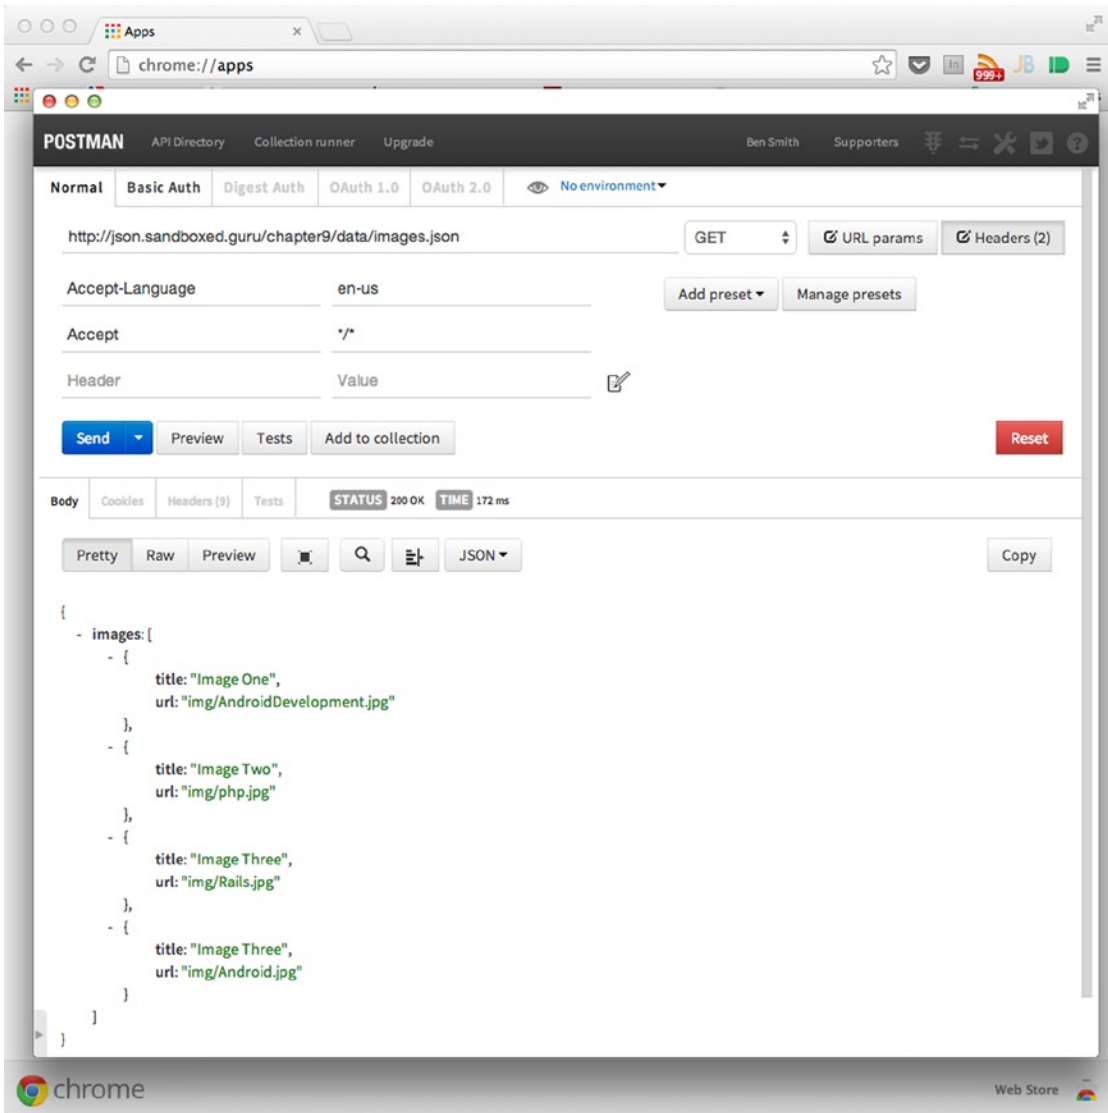 Apps
chrome://apps
In 999+ JB
POSTMAN API Directory Collection runner Upgrade Ben Smith Supporters
Normal Basic Auth Digest Auth OAuth 1.0 OAuth 2.0 No environment
http://json.sandboxed.guru/chapter9/data/images.json GET URL params Headers (2)
Accept-Language en-us Add preset Manage presets
Accept */*
Header Value
Send Preview Tests Add to collection Reset
Body Cookies Headers (9) Tests STATUS 200 OK TIME 172 ms
Pretty Raw Preview JSON Copy
{
- images: [
- {
title: "Image One",
url: "img/AndroidDevelopment.jpg"
},
- {
title: "Image Two",
url: "img/php.jpg"
},
- {
title: "Image Three",
url: "img/Rails.jpg"
},
- {
title: "Image Three",
url: "img/Android.jpg"
}
]
}
chrome Web Store